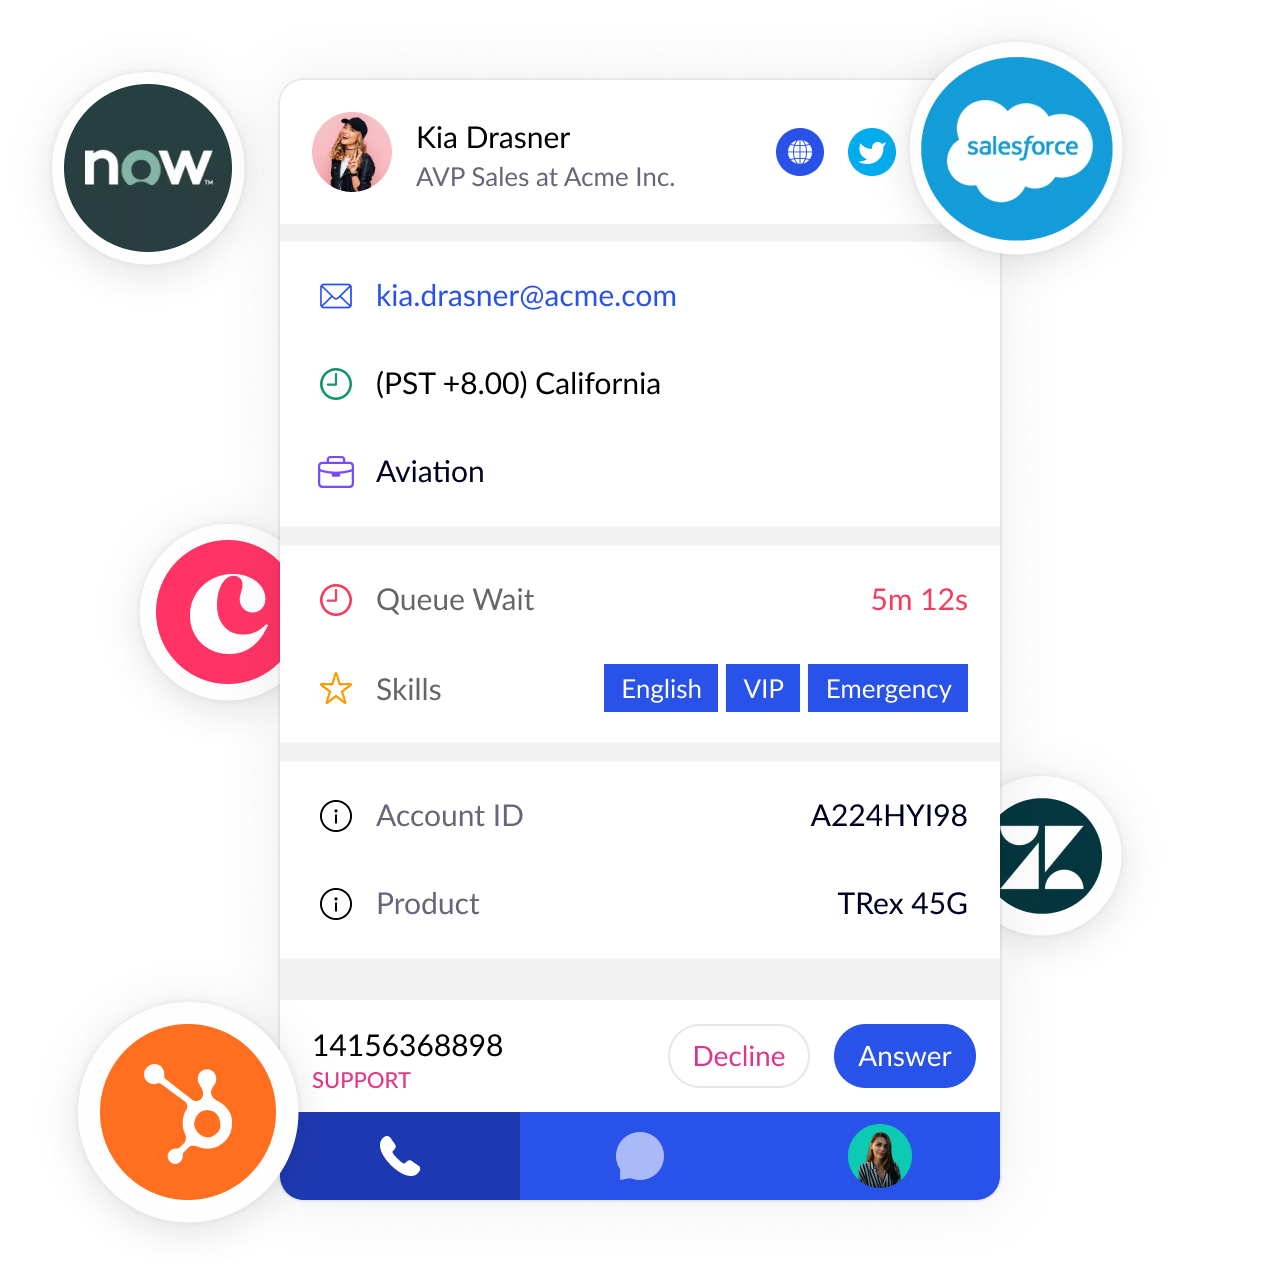 now™
salesforce
Kia Drasner
AVP Sales at Acme Inc.
kia.drasner@acme.com
(PST +8.00) California
Aviation
Queue Wait 5m 12s
Skills English VIP Emergency
Account ID A224HYI98
Product TRex 45G
14156368898
SUPPORT
Decline Answer